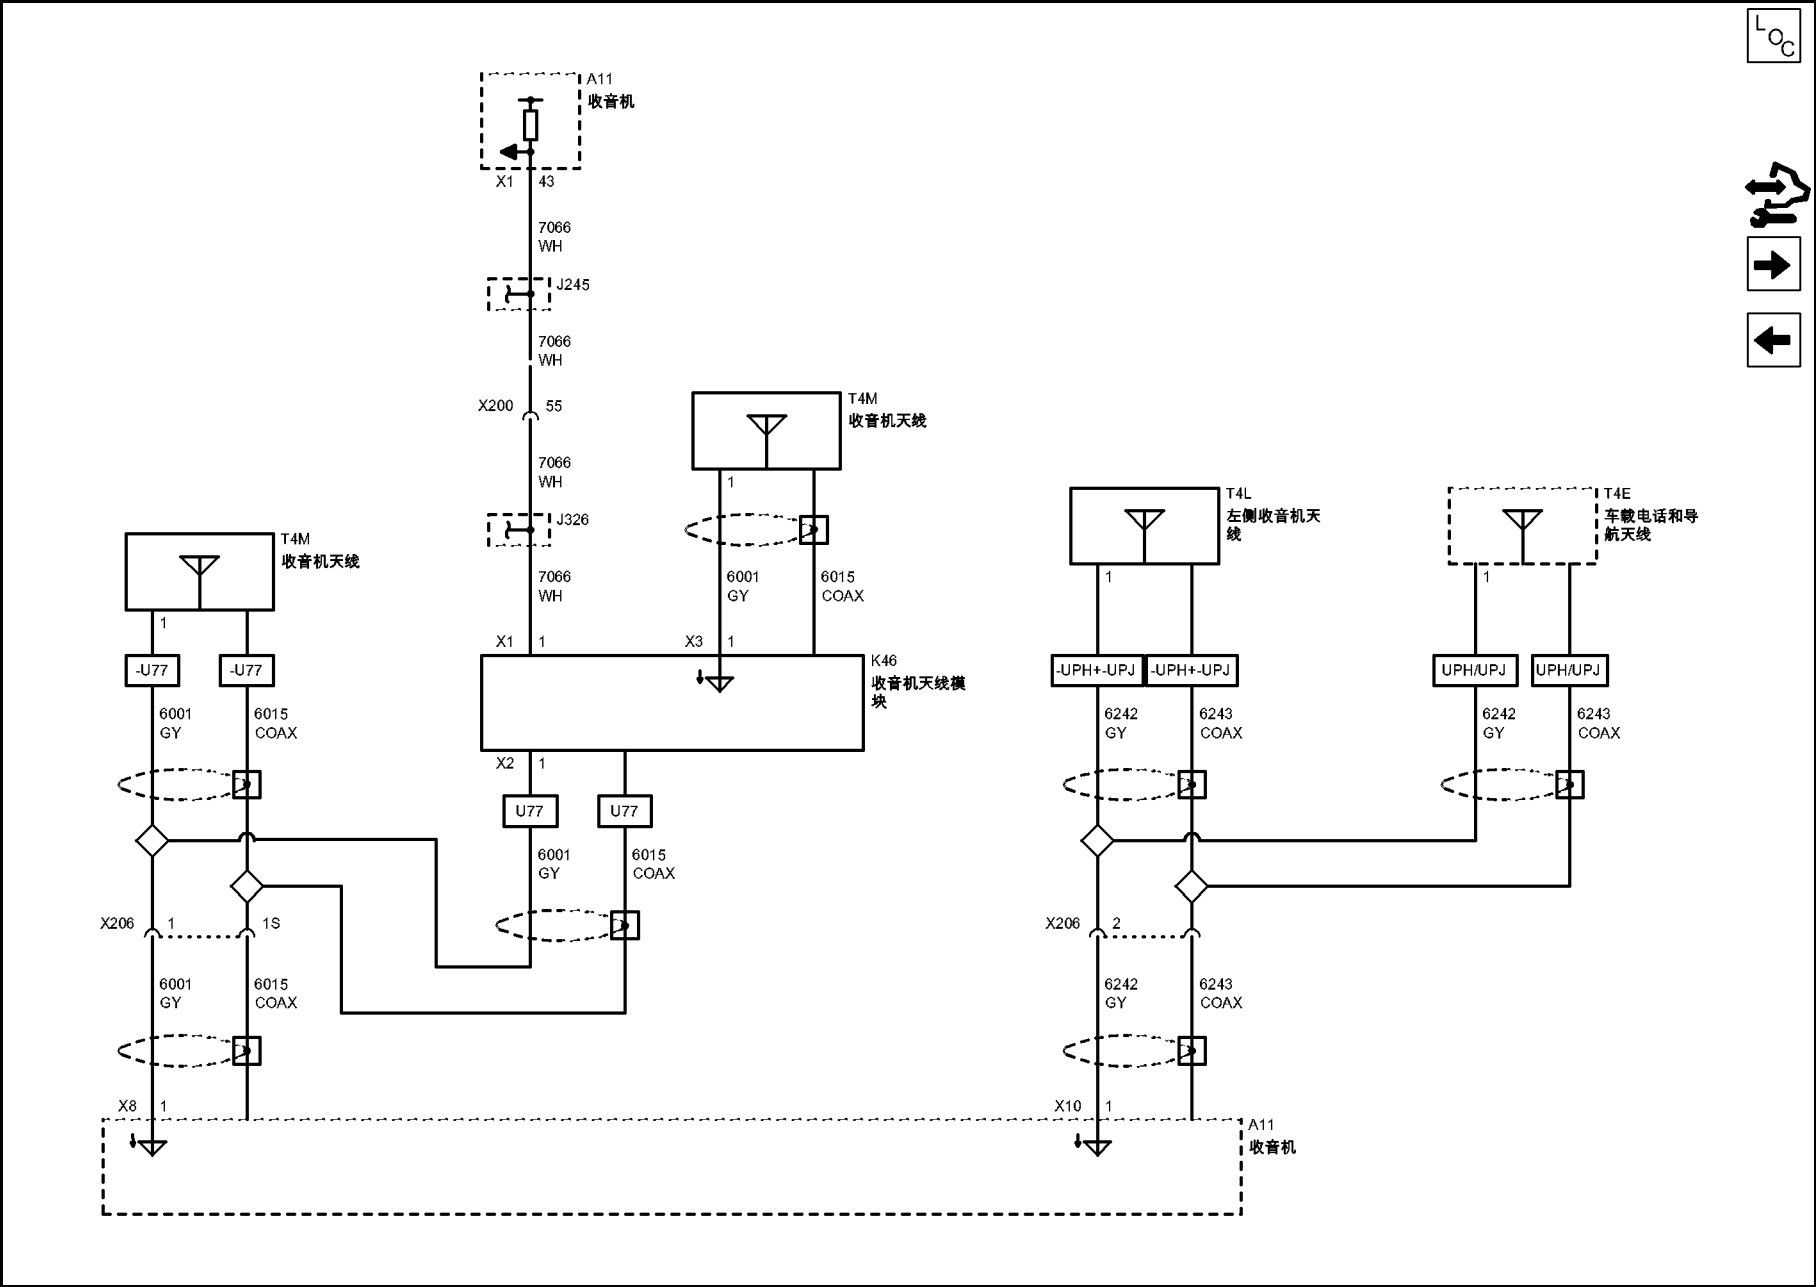 LOC
A11
收音机
X1 43
7066
WH
J245
7066
WH
X200 55
7066
WH
J326
7066
WH
X1 1
T4M
收音机天线
1
6001
GY
6015
COAX
X3 1
K46
收音机天线模
块
X2 1
U77
U77
6001
GY
6015
COAX
T4M
收音机天线
1
-U77
-U77
6001
GY
6015
COAX
X206 1 1S
6001
GY
6015
COAX
X8 1
T4L
左侧收音机天
线
1
-UPH+-UPJ
-UPH+-UPJ
6242
GY
6243
COAX
T4E
车载电话和导
航天线
1
UPH/UPJ
UPH/UPJ
6242
GY
6243
COAX
X206 2
6242
GY
6243
COAX
X10 1
A11
收音机